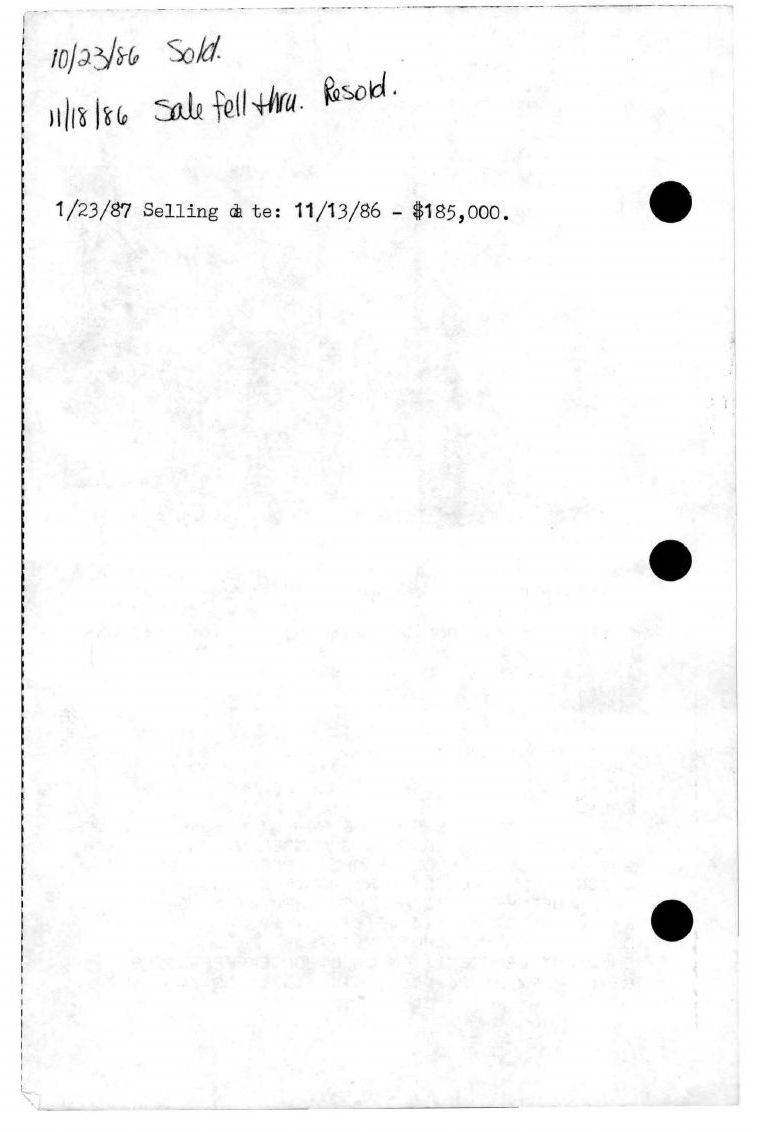 10/23/86 Sold.
11/18/86 Sale fell thru. Resold.
1/23/87 Selling da te: 11/13/86 - $185,000.